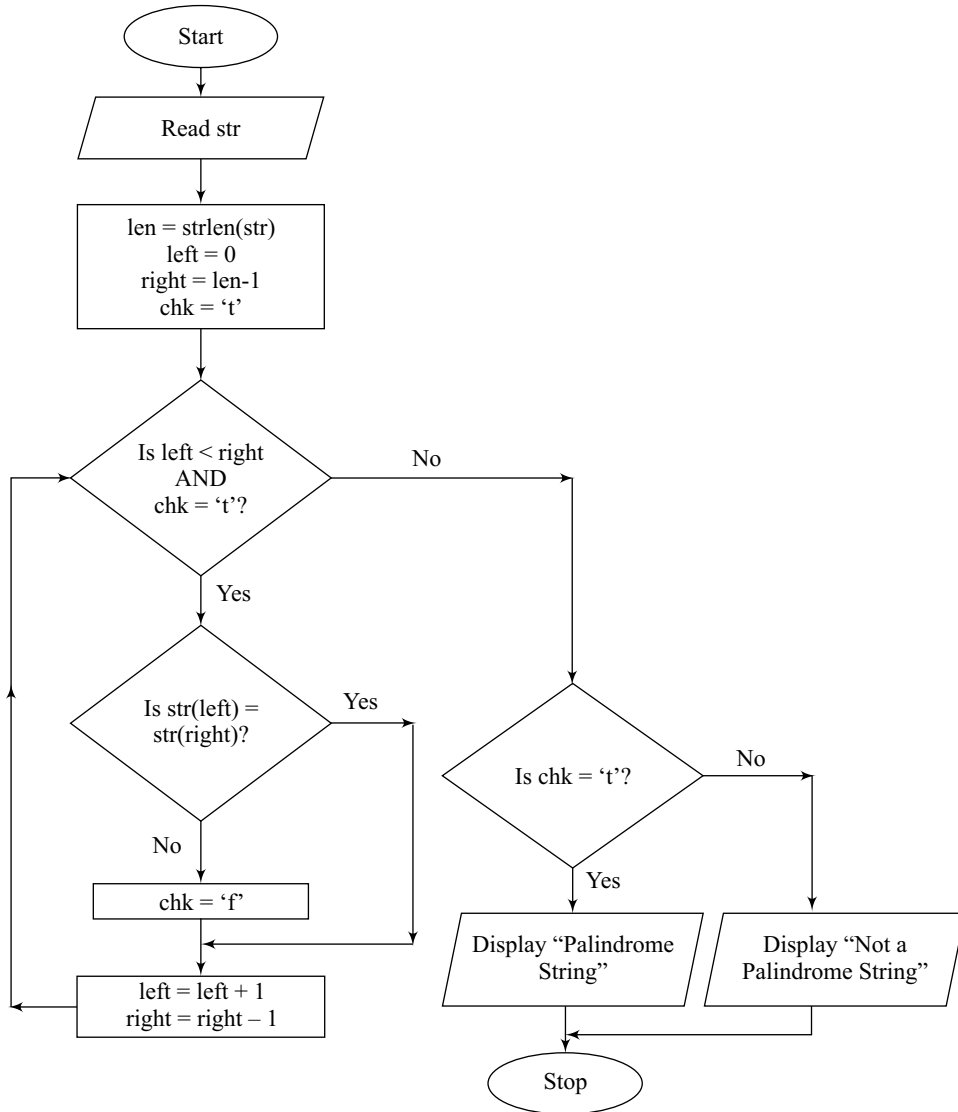 Start
Read str
len = strlen(str)
left = 0
right = len-1
chk = ‘t’
Is left < right
AND
chk = ‘t’?
No
Yes
Is str(left) =
str(right)?
Yes
No
chk = ‘f’
left = left + 1
right = right – 1
Is chk = ‘t’?
No
Yes
Display “Palindrome
String”
Display “Not a
Palindrome String”
Stop